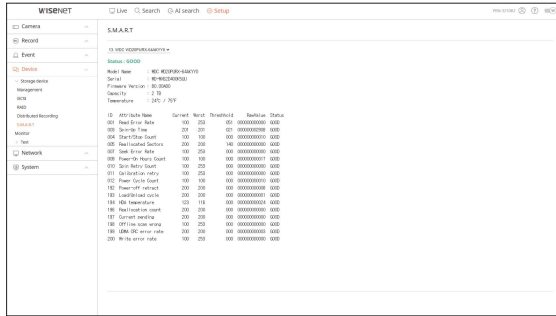 WISENET
Live Search AI search Setup
Camera
Record
Event
Device
Storage device
Management
iSCSI
RAID
Distributed Recording
S.M.A.R.T
Monitor
Text
Network
System
S.M.A.R.T
Status : GOOD
Capacity : 2 TB
Temperature : 24℃ / 75℉
ID Attribute Name Current Worst Threshhold RawValue Status
001 Read Error Rate 100 253 051 000000000000 GOOD
003 Spin-Up Time 201 201 021 GOOD
004 Start/Stop Count 100 100 000 000000000010 GOOD
005 Reallocated Sectors 200 200 140 000000000000 GOOD
007 Seek Error Rate 100 253 000 000000000000 GOOD
009 Power-On Hours Count 100 100 000 000000000017 GOOD
010 Spin Retry Count 100 253 000 000000000000 GOOD
011 Calibration retry 100 253 000 000000000000 GOOD
012 Power Cycle Count 100 100 000 000000000010 GOOD
192 Power-off retract 200 200 000 000000000008 GOOD
193 Load/Unload cycle 200 200 000 000000000001 GOOD
194 HDA temperature 123 116 000 000000000024 GOOD
196 Reallocation count 200 200 000 000000000000 GOOD
197 Current pending 200 200 000 000000000000 GOOD
198 Offline scan wrong 100 253 000 000000000000 GOOD
199 UDMA CRC error rate 200 200 000 000000000003 GOOD
200 Write error rate 100 253 000 000000000000 GOOD